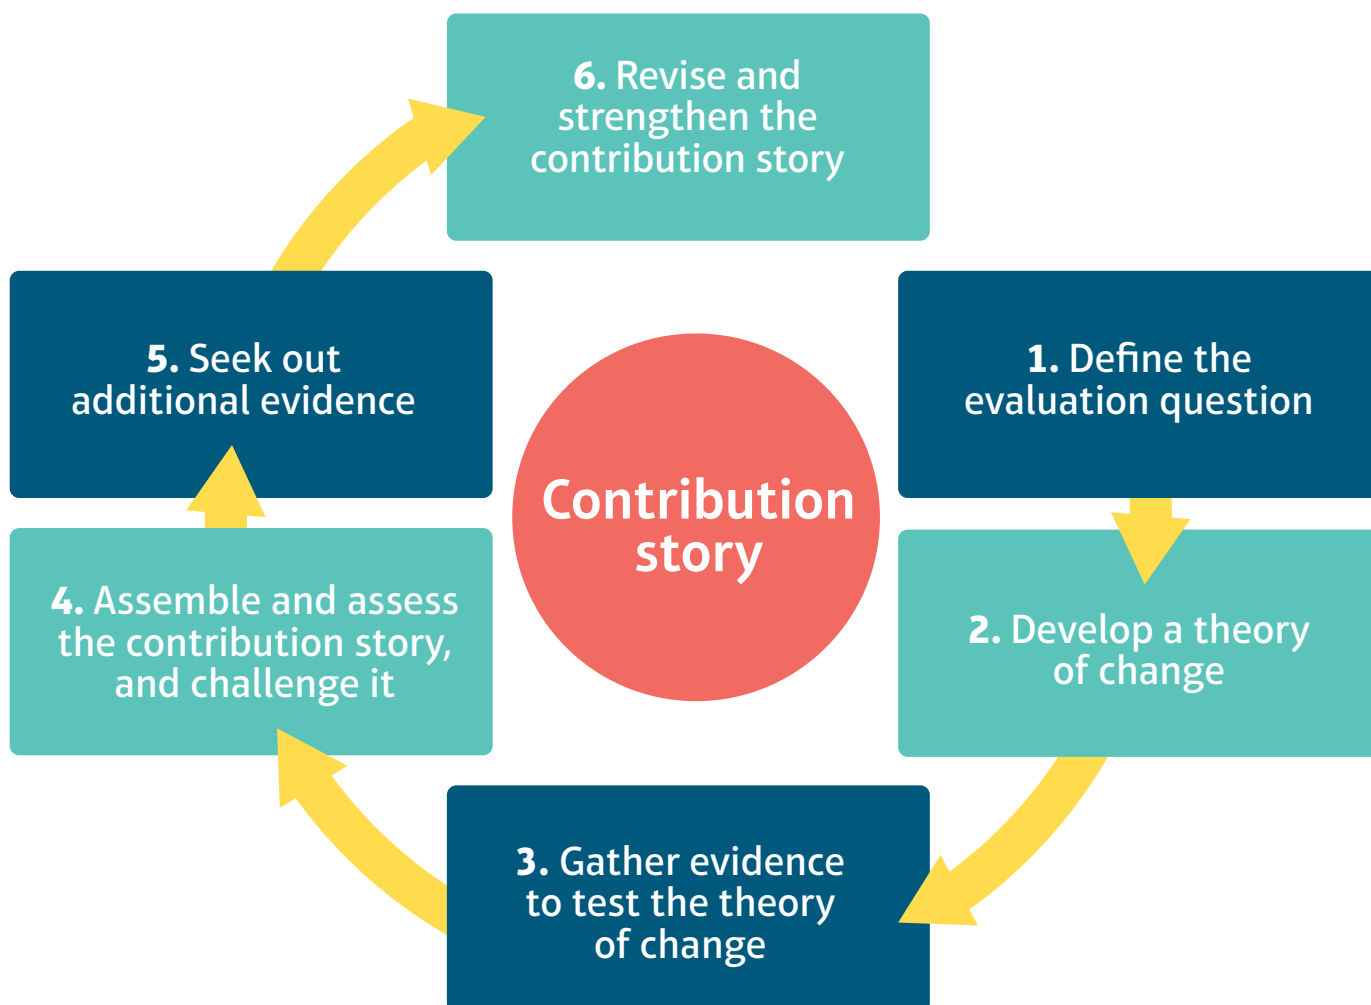 6. Revise and
strengthen the
contribution story
5. Seek out
additional evidence
1. Define the
evaluation question
Contribution
story
4. Assemble and assess
the contribution story,
and challenge it
2. Develop a theory
of change
3. Gather evidence
to test the theory
of change